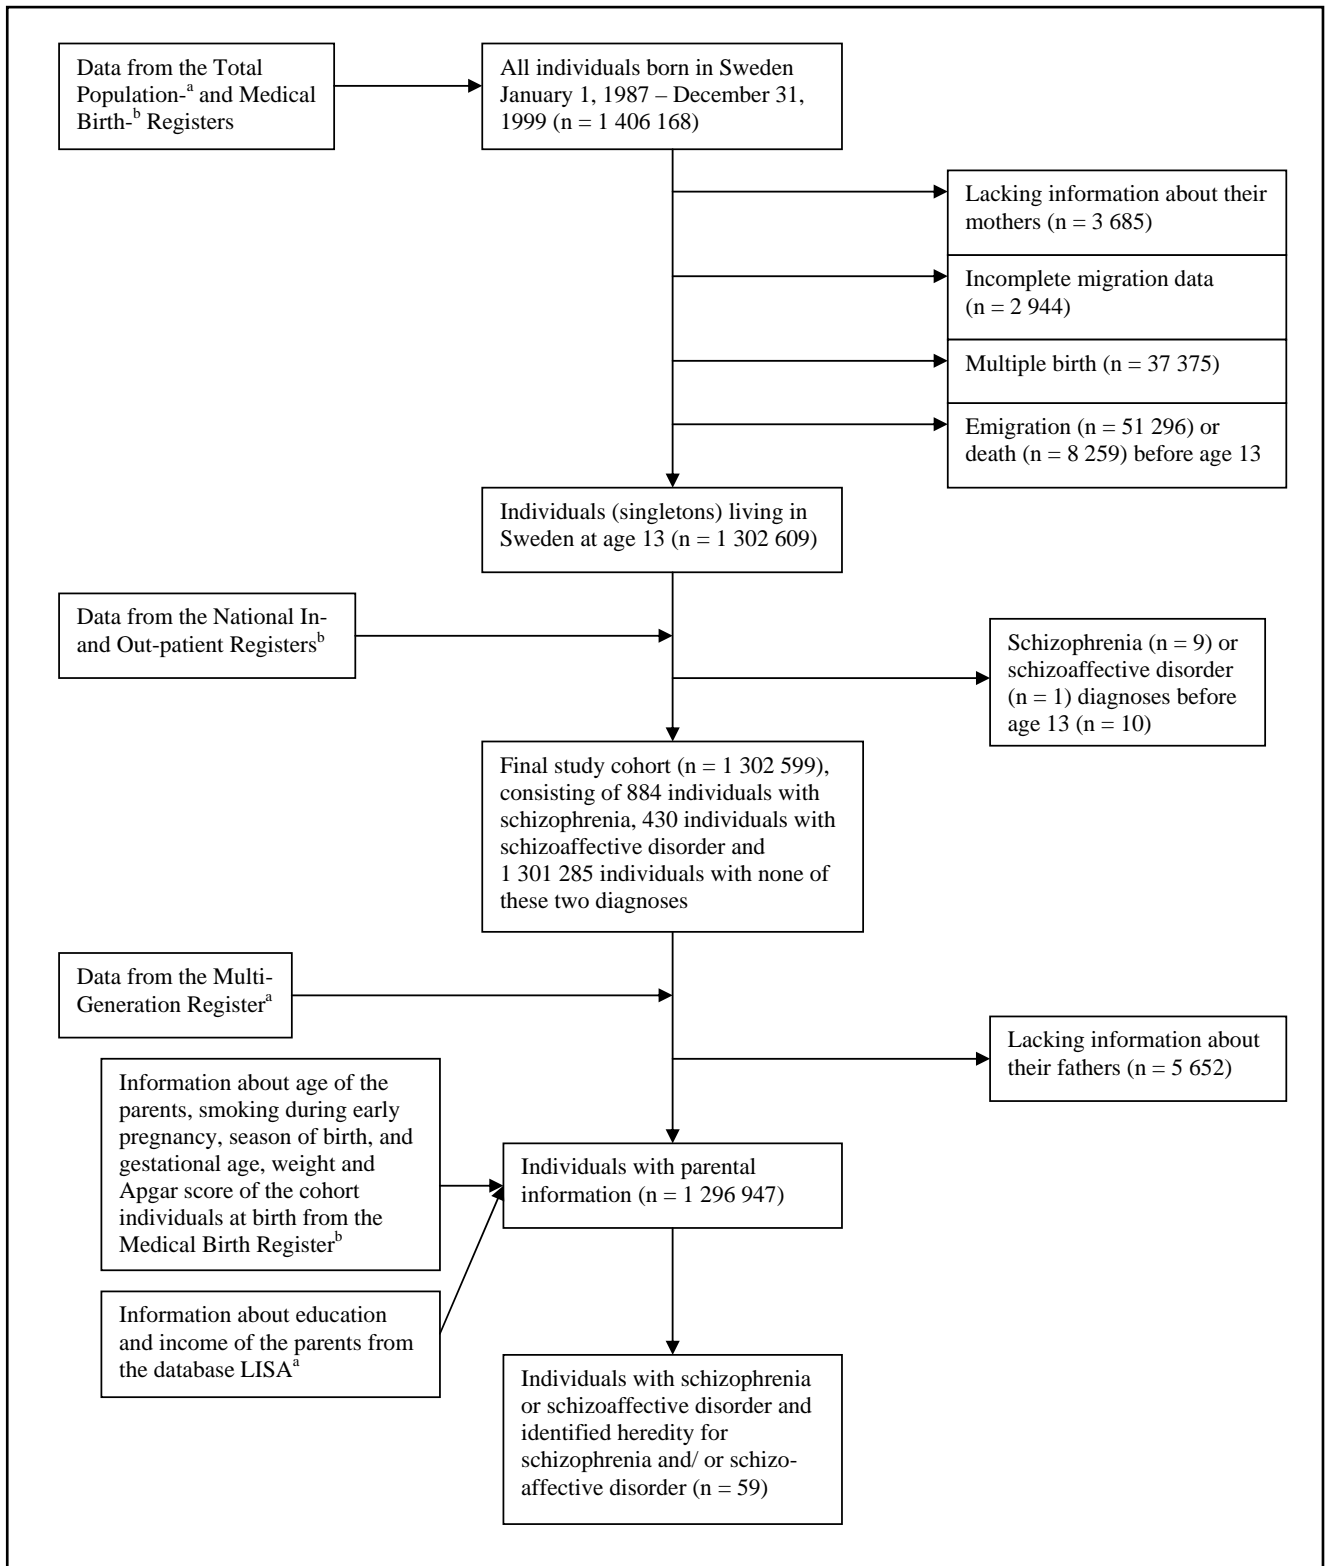 Data from the Total
Population-ᵃ and Medical
Birth-ᵇ Registers
All individuals born in Sweden
January 1, 1987 – December 31,
1999 (n = 1 406 168)
Lacking information about their
mothers (n = 3 685)
Incomplete migration data
(n = 2 944)
Multiple birth (n = 37 375)
Emigration (n = 51 296) or
death (n = 8 259) before age 13
Individuals (singletons) living in
Sweden at age 13 (n = 1 302 609)
Data from the National In-
and Out-patient Registersᵇ
Schizophrenia (n = 9) or
schizoaffective disorder
(n = 1) diagnoses before
age 13 (n = 10)
Final study cohort (n = 1 302 599),
consisting of 884 individuals with
schizophrenia, 430 individuals with
schizoaffective disorder and
1 301 285 individuals with none of
these two diagnoses
Data from the Multi-
Generation Registerᵃ
Lacking information about
their fathers (n = 5 652)
Information about age of the
parents, smoking during early
pregnancy, season of birth, and
gestational age, weight and
Apgar score of the cohort
individuals at birth from the
Medical Birth Registerᵇ
Individuals with parental
information (n = 1 296 947)
Information about education
and income of the parents from
the database LISAᵃ
Individuals with schizophrenia
or schizoaffective disorder and
identified heredity for
schizophrenia and/ or schizo-
affective disorder (n = 59)